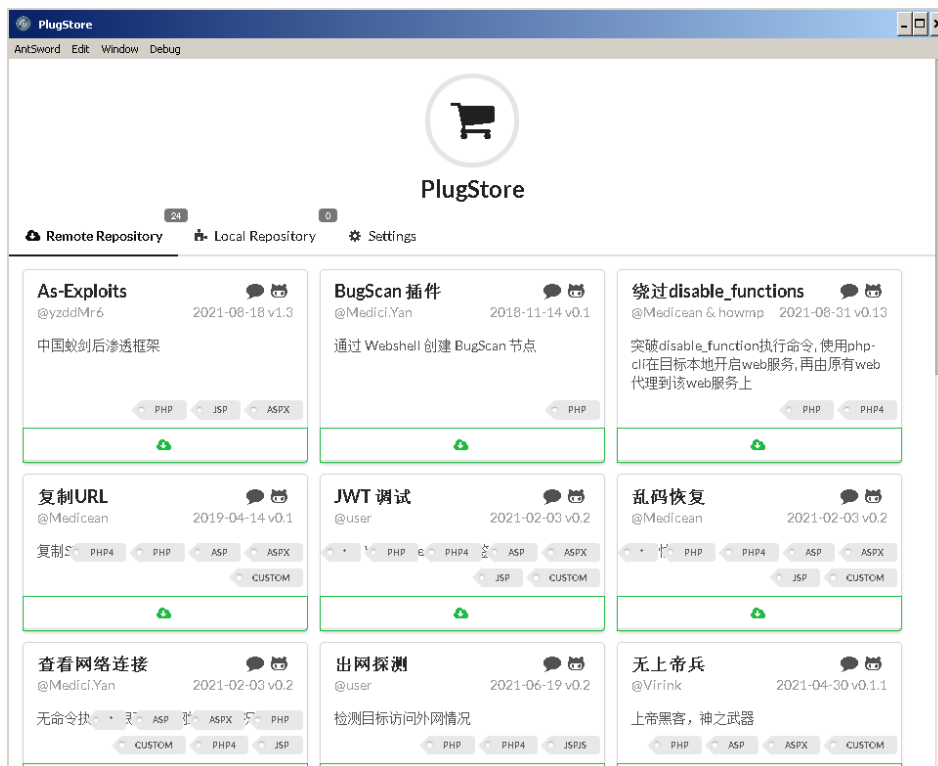 PlugStore
AntSword Edit Window Debug
PlugStore
24
0
Remote Repository
Local Repository
Settings
As-Exploits
@yzddMr6 2021-08-18 v1.3
中国蚁剑后渗透框架
PHP JSP ASPX
BugScan 插件
@Medici.Yan 2018-11-14 v0.1
通过 Webshell 创建 BugScan 节点
PHP
绕过disable_functions
@Medicean & howmp 2021-08-31 v0.13
突破disable_function执行命令, 使用php-
cli在目标本地开启web服务, 再由原有web
代理到该web服务上
PHP PHP4
复制URL
@Medicean 2019-04-14 v0.1
复制
PHP4 PHP ASP ASPX
CUSTOM
JWT 调试
@user 2021-02-03 v0.2
* PHP PHP4 ASP ASPX
JSP CUSTOM
乱码恢复
@Medicean 2021-02-03 v0.2
* PHP PHP4 ASP ASPX
JSP CUSTOM
查看网络连接
@Medici.Yan 2021-02-03 v0.2
无命令执
* ASP ASPX PHP
CUSTOM PHP4 JSP
出网探测
@user 2021-06-19 v0.2
检测目标访问外网情况
PHP PHP4 JSPJS
无上帝兵
@Virink 2021-04-30 v0.1.1
上帝黑客，神之武器
PHP ASP ASPX CUSTOM